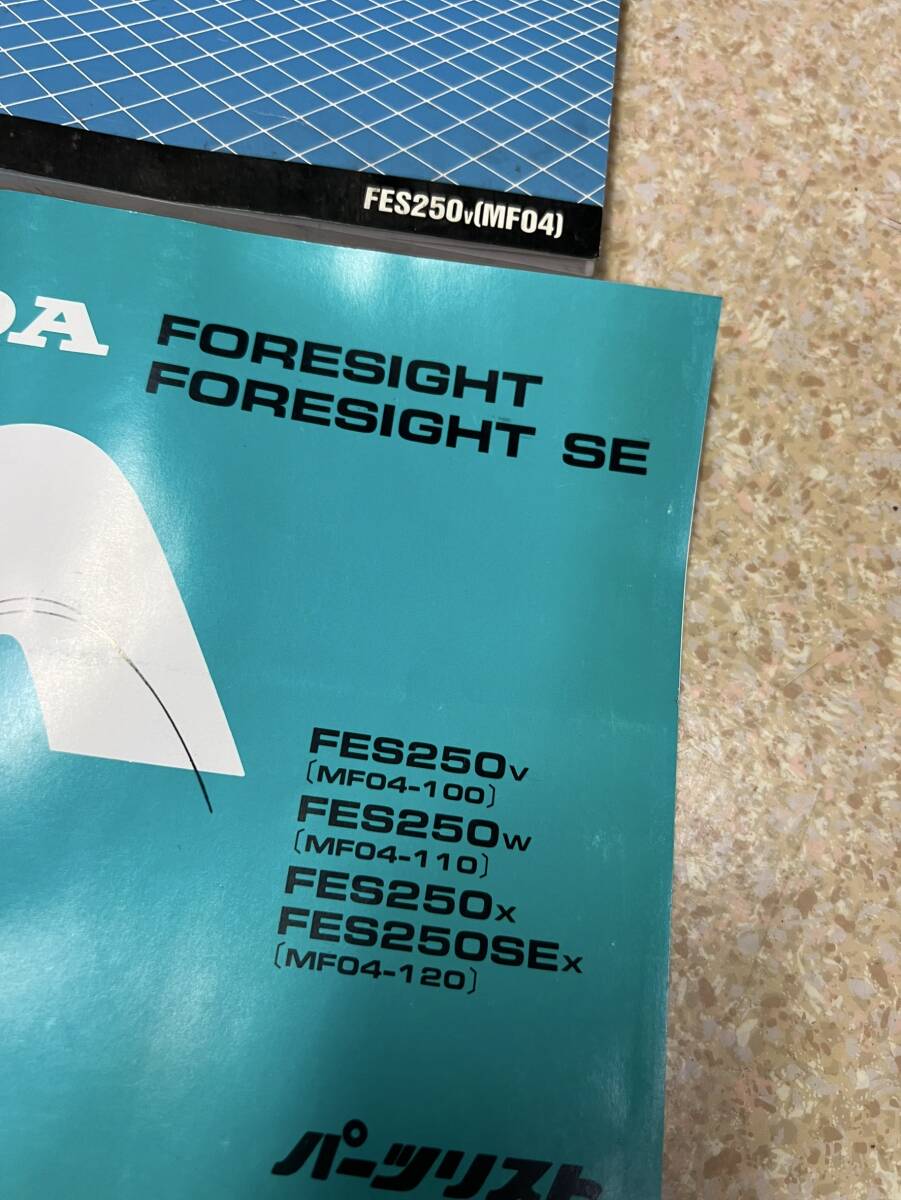 FES250V(MF04)
DA
FORESIGHT
FORESIGHT SE
FES250V
〔MF04-100〕
FES250W
〔MF04-110〕
FES250X
FES250SEX
〔MF04-120〕
パーツリスト